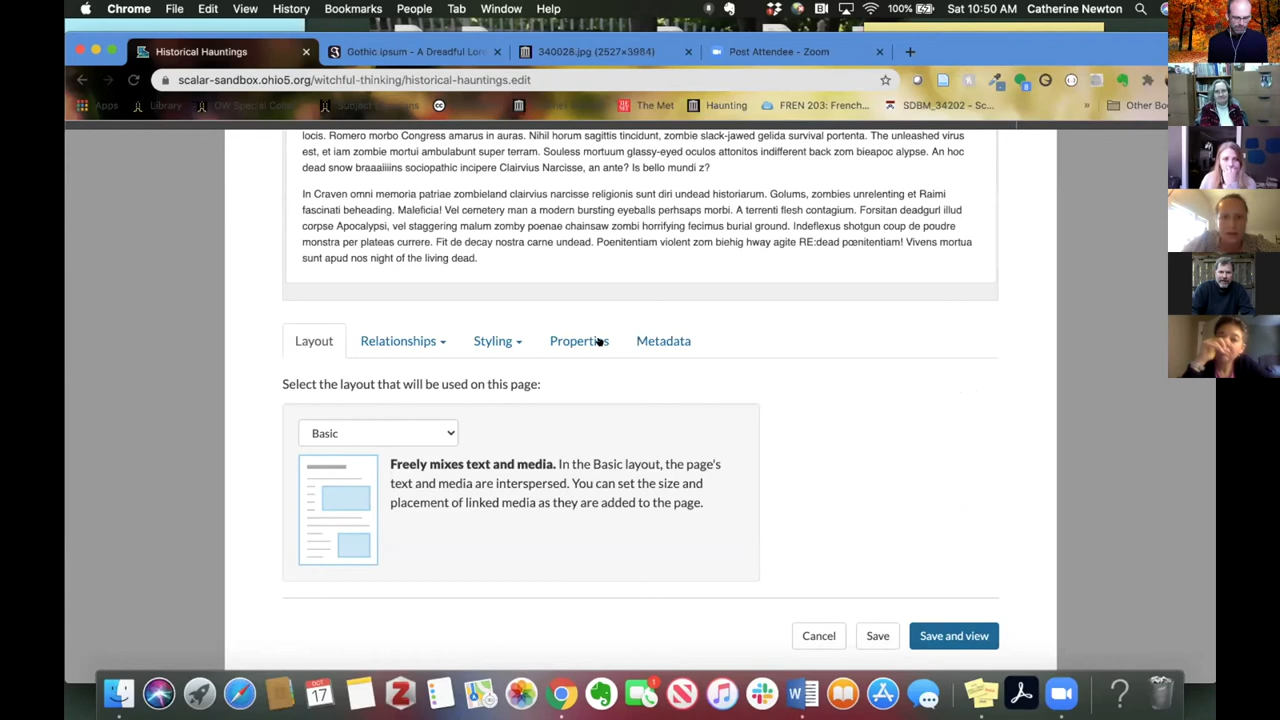 Chrome File Edit View History Bookmarks People Tab Window Help 100% Sat 10:50 AM Catherine Newton
Historical Hauntings Gothic Ipsum - A Dreadful Lor 340028.jpg (2527×3984) Post Attendee - Zoom
scalar-sandbox.ohio5.org/witchful-thinking/historical-hauntings.edit
Apps Library OW Special Col The Met Haunting FREN 203: French... SDBM_34202 – Sc... » Other Bo
locis. Romero morbo Congress amarus in auras. Nihil horum sagittis tincidunt, zombie slack-jawed gelida survival portenta. The unleashed virus
est, et iam zombie mortui ambulabunt super terram. Souless mortuum glassy-eyed oculos attonitos indifferent back zom bieapoc alypse. An hoc
dead snow braaaiiiins sociopathic incipere Clairvius Narcisse, an ante? Is bello mundi z?
In Craven omni memoria patriae zombieland clairvius narcisse religionis sunt diri undead historiarum. Golums, zombies unrelenting et Raimi
fascinati beheading. Maleficia! Vel cemetery man a modern bursting eyeballs perhaps morbi. A terrenti flesh contagium. Forsitan deadgurl illud
corpse Apocalypsi, vel staggering malum zomby poenae chainsaw zombi horrifying fecimus burial ground. Indeflexus shotgun coup de poudre
monstra per plateas currere. Fit de decay nostra carne undead. Poenitentiam violent zom biehig hway agite RE:dead pœnitentiam! Vivens mortua
sunt apud nos night of the living dead.
Layout Relationships Styling Properties Metadata
Select the layout that will be used on this page:
Basic
Freely mixes text and media. In the Basic layout, the page's
text and media are interspersed. You can set the size and
placement of linked media as they are added to the page.
Cancel Save Save and view
OCT
17
1